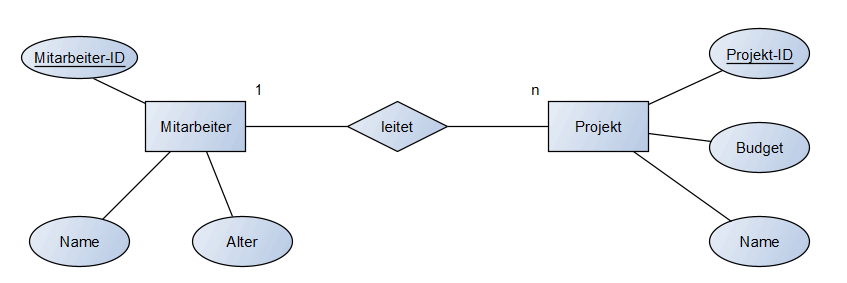 Mitarbeiter-ID
Projekt-ID
1
n
Mitarbeiter
leitet
Projekt
Budget
Name
Alter
Name